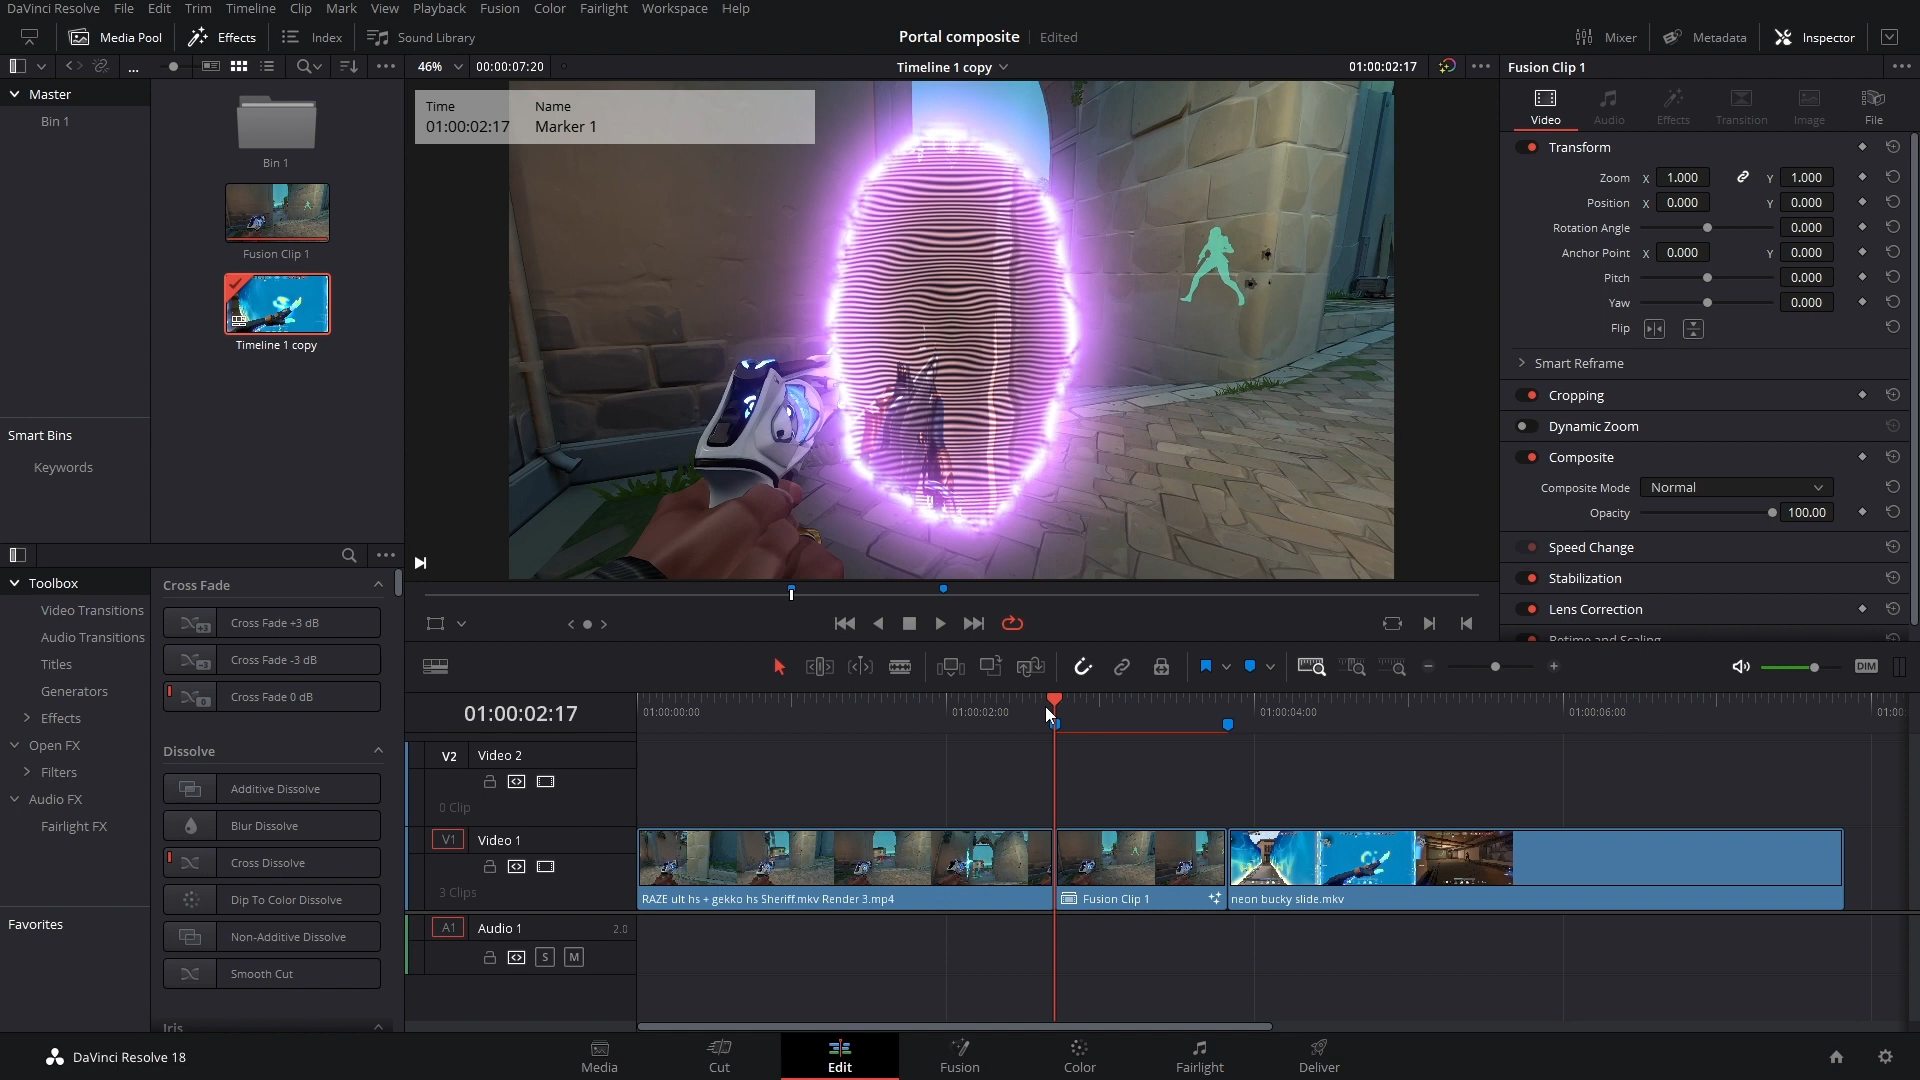 DaVinci Resolve File Edit Trim Timeline Clip Mark View Playback Fusion Color Fairlight Workspace Help
Media Pool Effects Index Sound Library Portal composite Edited Mixer Metadata Inspector
... 46% 00:00:07:20 Timeline 1 copy 01:00:02:17 Fusion Clip 1
Master
Bin 1
Bin 1
Fusion Clip 1
Timeline 1 copy
Smart Bins
Keywords
Time Name
01:00:02:17 Marker 1
Video Audio Effects Transition Image File
Transform
Zoom X 1.000 Y 1.000
Position X 0.000 Y 0.000
Rotation Angle 0.000
Anchor Point X 0.000 Y 0.000
Pitch 0.000
Yaw 0.000
Flip
Smart Reframe
Cropping
Dynamic Zoom
Composite
Composite Mode Normal
Opacity 100.00
Speed Change
Stabilization
Lens Correction
Retime and Scaling
Toolbox
Video Transitions
Audio Transitions
Titles
Generators
Effects
Open FX
Filters
Audio FX
Fairlight FX
Favorites
Cross Fade
+3 Cross Fade +3 dB
-3 Cross Fade -3 dB
0 Cross Fade 0 dB
Dissolve
Additive Dissolve
Blur Dissolve
Cross Dissolve
Dip To Color Dissolve
Non-Additive Dissolve
Smooth Cut
Iris
DIM
01:00:02:17 01:00:00:00 01:00:02:00 01:00:04:00 01:00:06:00 01:00
V2 Video 2
0 Clip
V1 Video 1
3 Clips
RAZE ult hs + gekko hs Sheriff.mkv Render 3.mp4 Fusion Clip 1 neon bucky slide.mkv
A1 Audio 1 2.0
S M
DaVinci Resolve 18 Media Cut Edit Fusion Color Fairlight Deliver